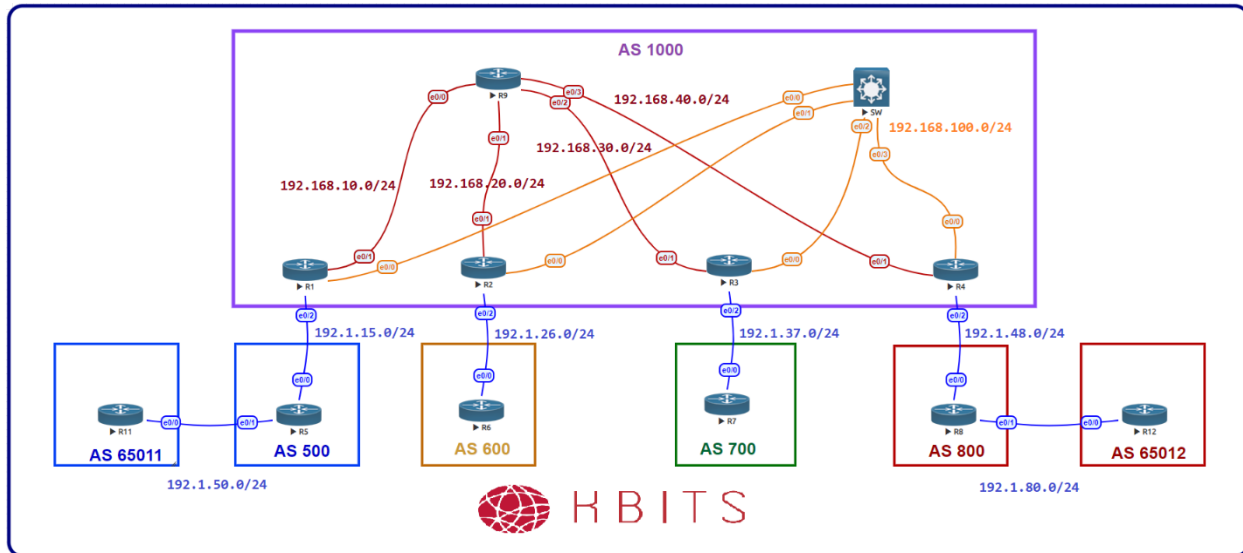 AS 1000
e0/0
R9
e0/3
e0/2
e0/1
192.168.40.0/24
e0/0
e0/1
SW
e0/2
192.168.100.0/24
e0/3
192.168.30.0/24
192.168.10.0/24
192.168.20.0/24
e0/1
e0/1
e0/0
R1
e0/0
R2
e0/1
e0/0
R3
e0/0
e0/1
R4
e0/2
192.1.15.0/24
e0/2
192.1.26.0/24
e0/2
192.1.37.0/24
e0/2
192.1.48.0/24
e0/0
e0/0
e0/0
e0/0
R11
e0/0
e0/1
R5
R6
R7
R8
e0/1
e0/0
R12
AS 65011
AS 500
AS 600
AS 700
AS 800
AS 65012
192.1.50.0/24
192.1.80.0/24
KBITS